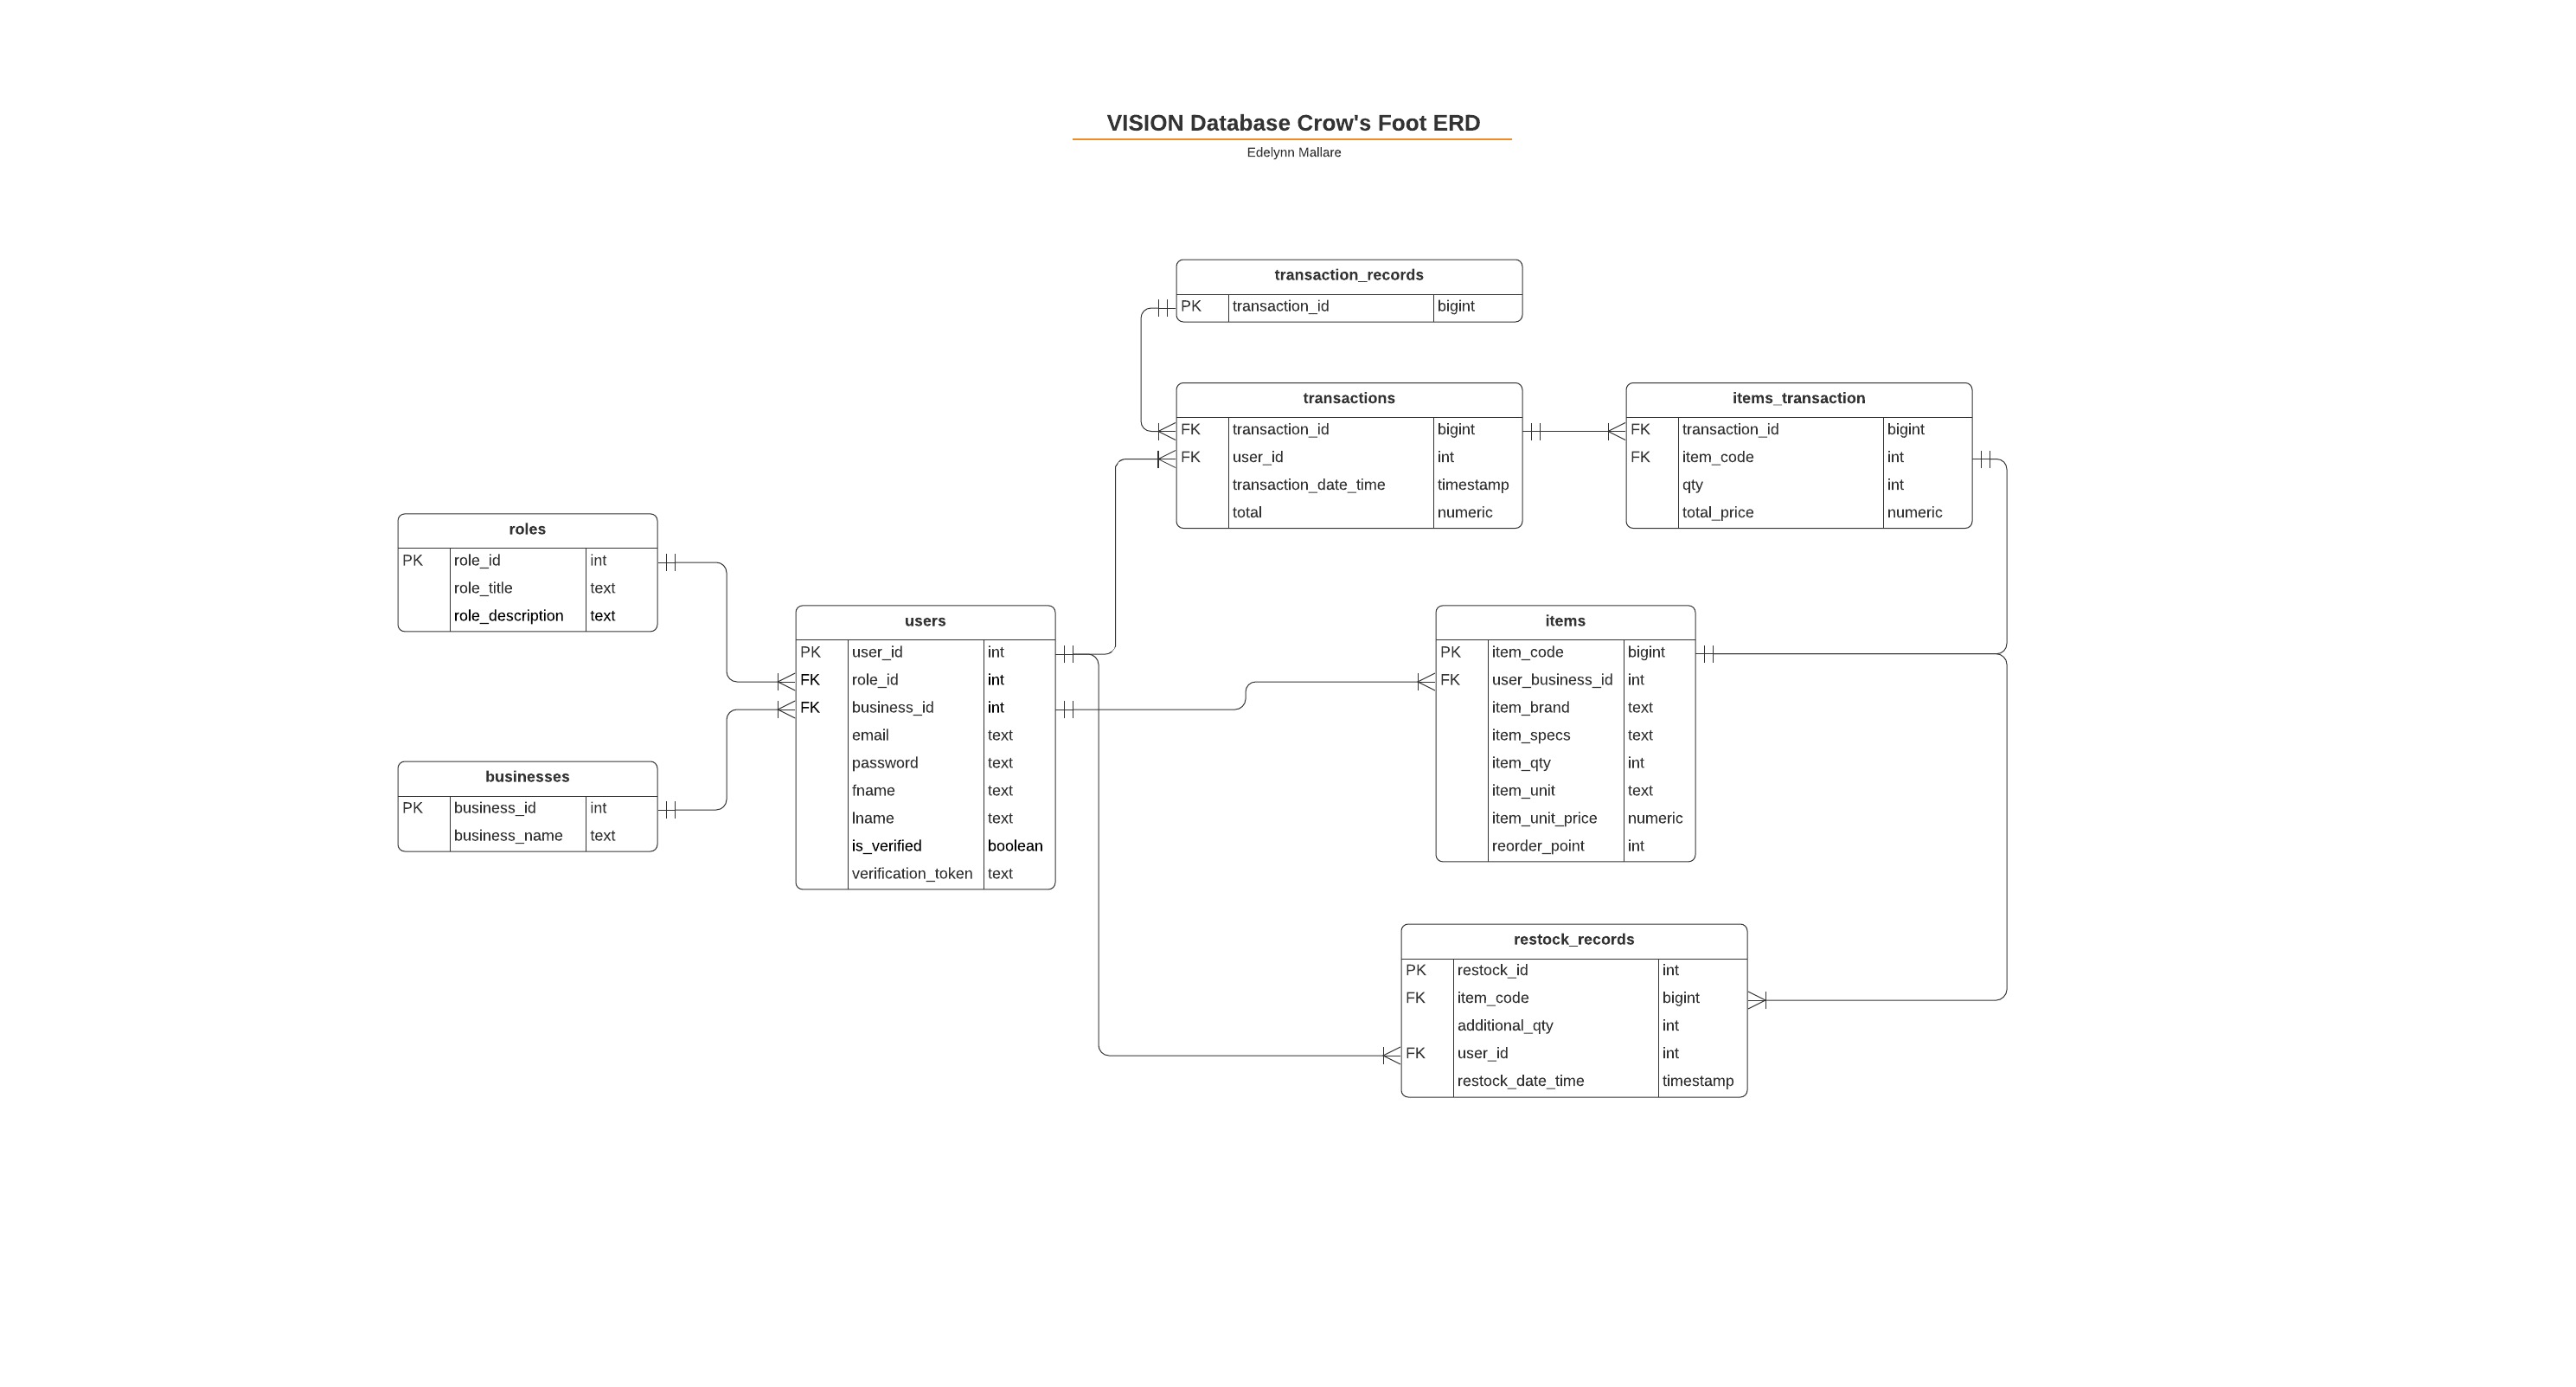 VISION Database Crow's Foot ERD
Edelynn Mallare
transaction_records
PK transaction_id bigint
transactions
FK transaction_id bigint
FK user_id int
transaction_date_time timestamp
total numeric
items_transaction
FK transaction_id bigint
FK item_code int
qty int
total_price numeric
roles
PK role_id int
role_title text
role_description text
users
PK user_id int
FK role_id int
FK business_id int
email text
password text
fname text
lname text
is_verified boolean
verification_token text
items
PK item_code bigint
FK user_business_id int
item_brand text
item_specs text
item_qty int
item_unit text
item_unit_price numeric
reorder_point int
businesses
PK business_id int
business_name text
restock_records
PK restock_id int
FK item_code bigint
additional_qty int
FK user_id int
restock_date_time timestamp